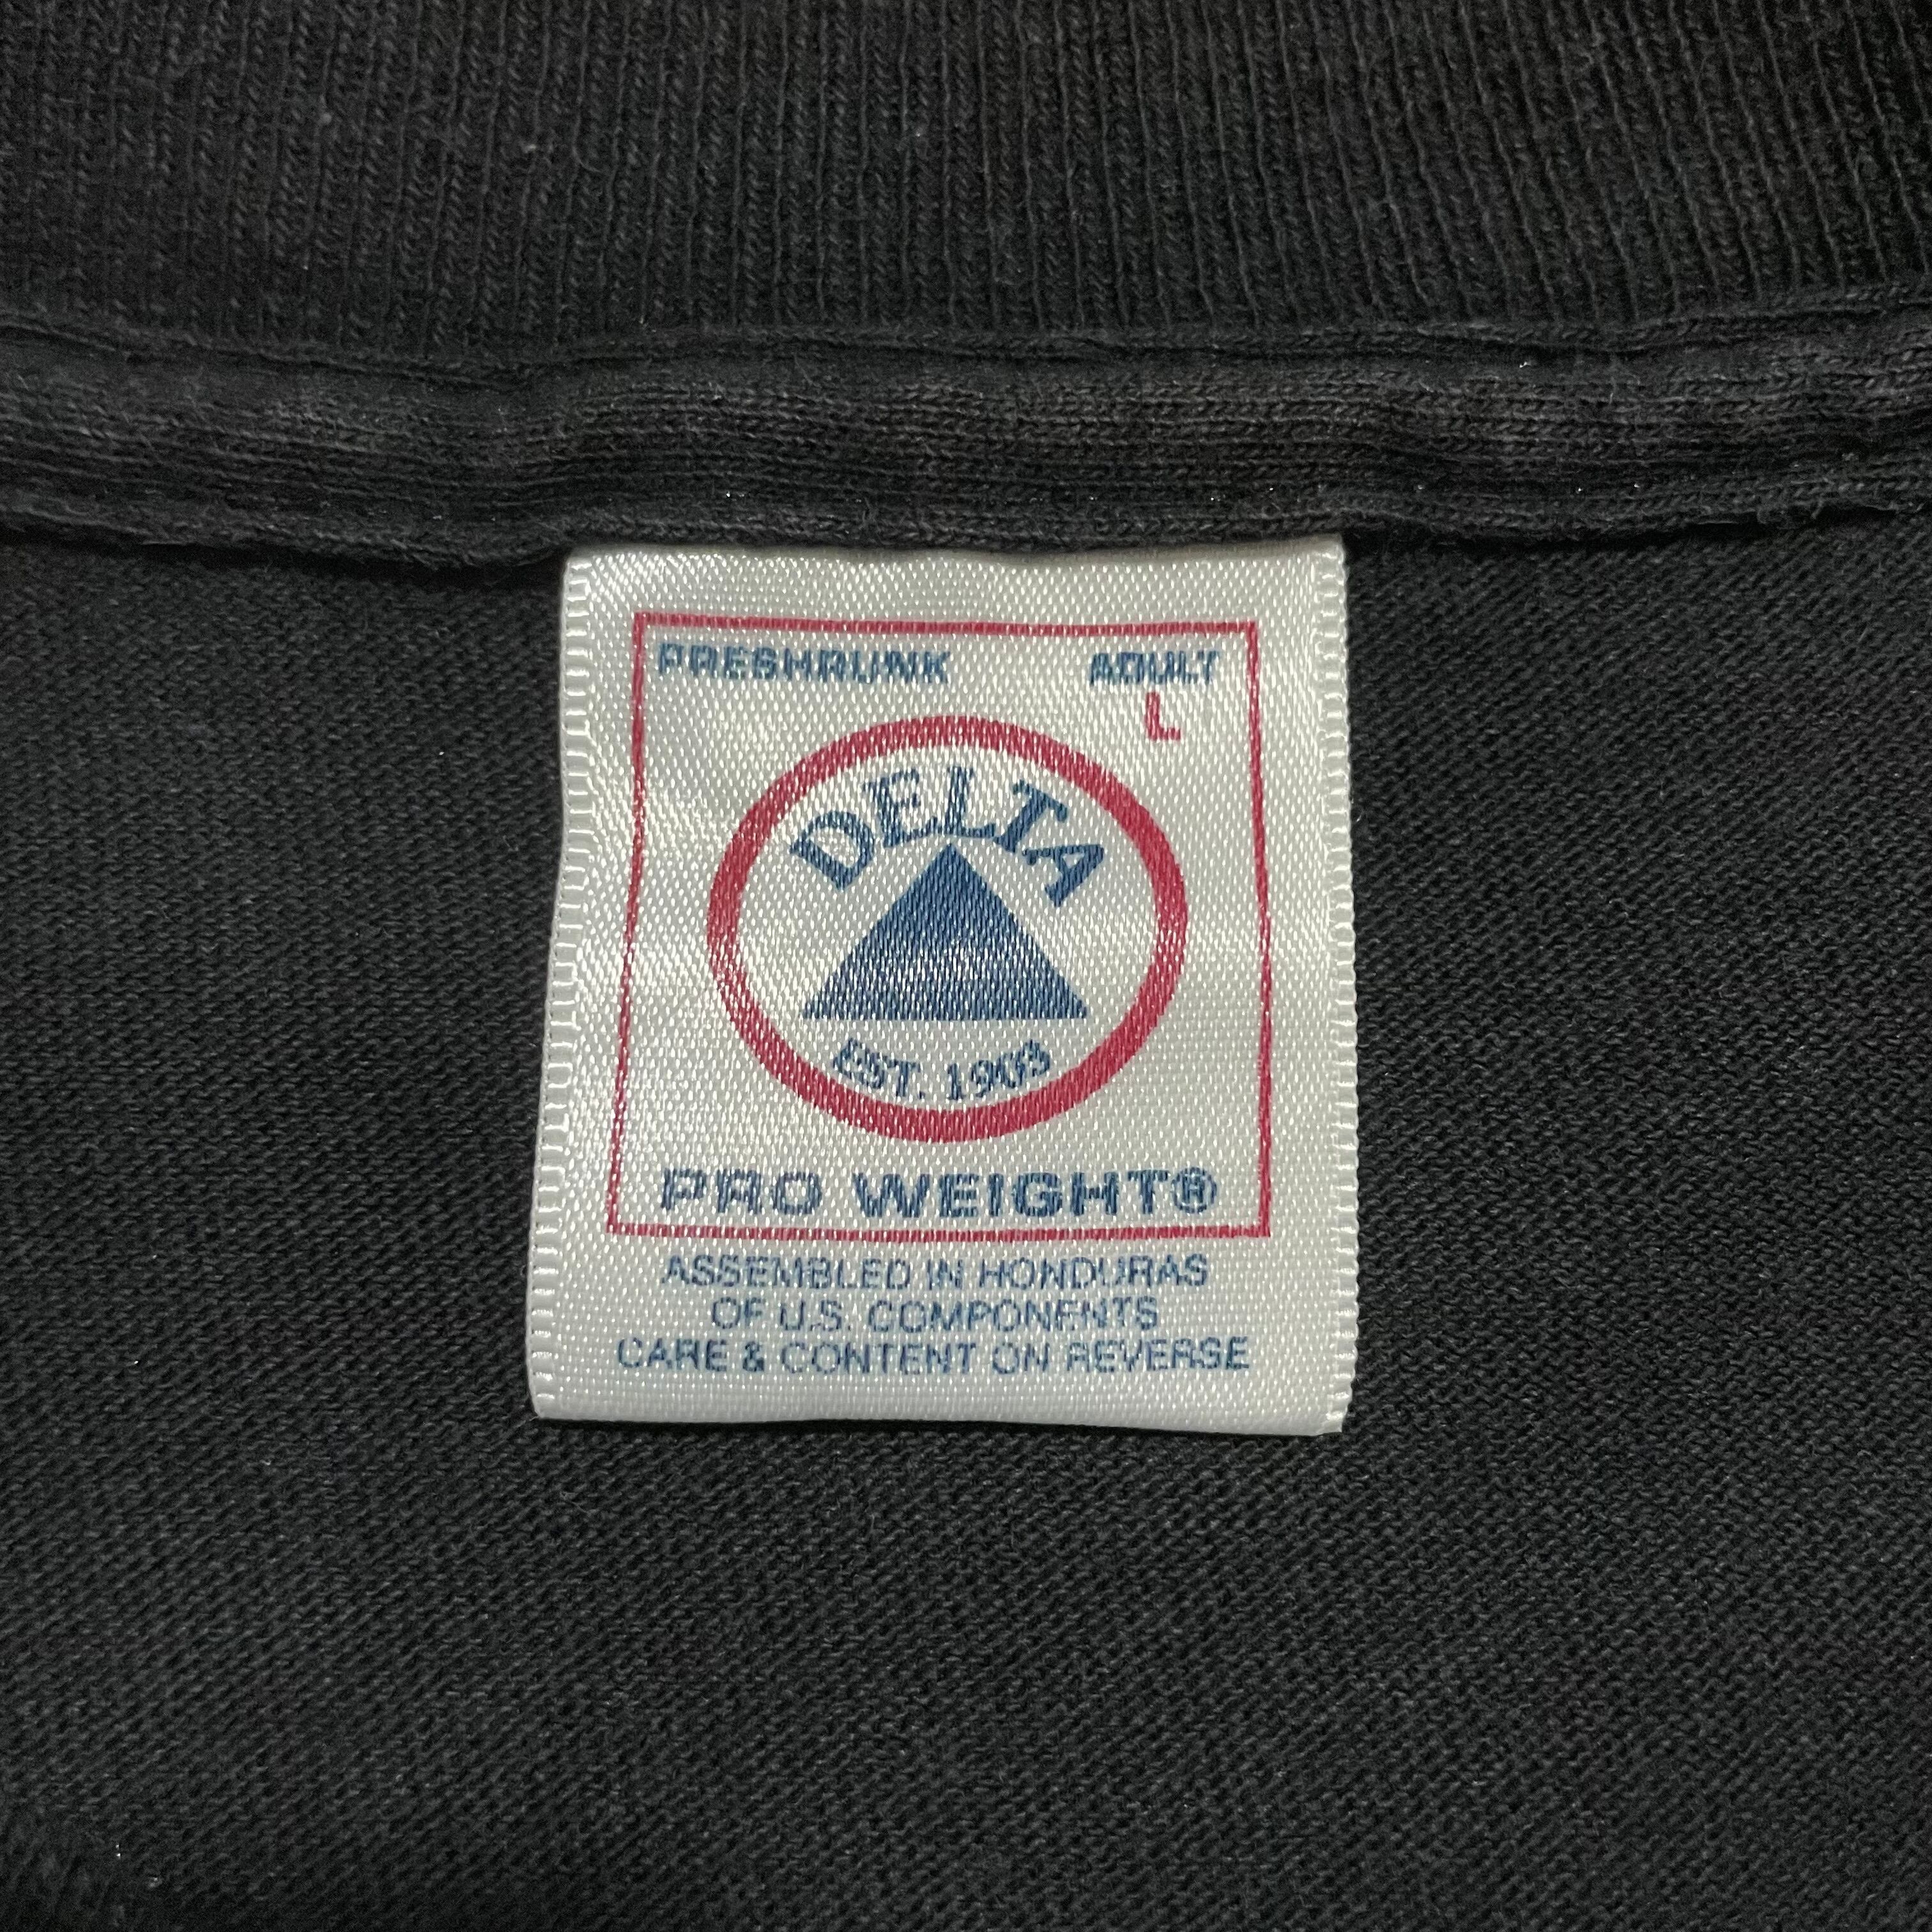 PRESHRUNK ADULT
L
DELTA
EST. 1903
PRO WEIGHT®
ASSEMBLED IN HONDURAS
OF U.S. COMPONENTS
CARE & CONTENT ON REVERSE